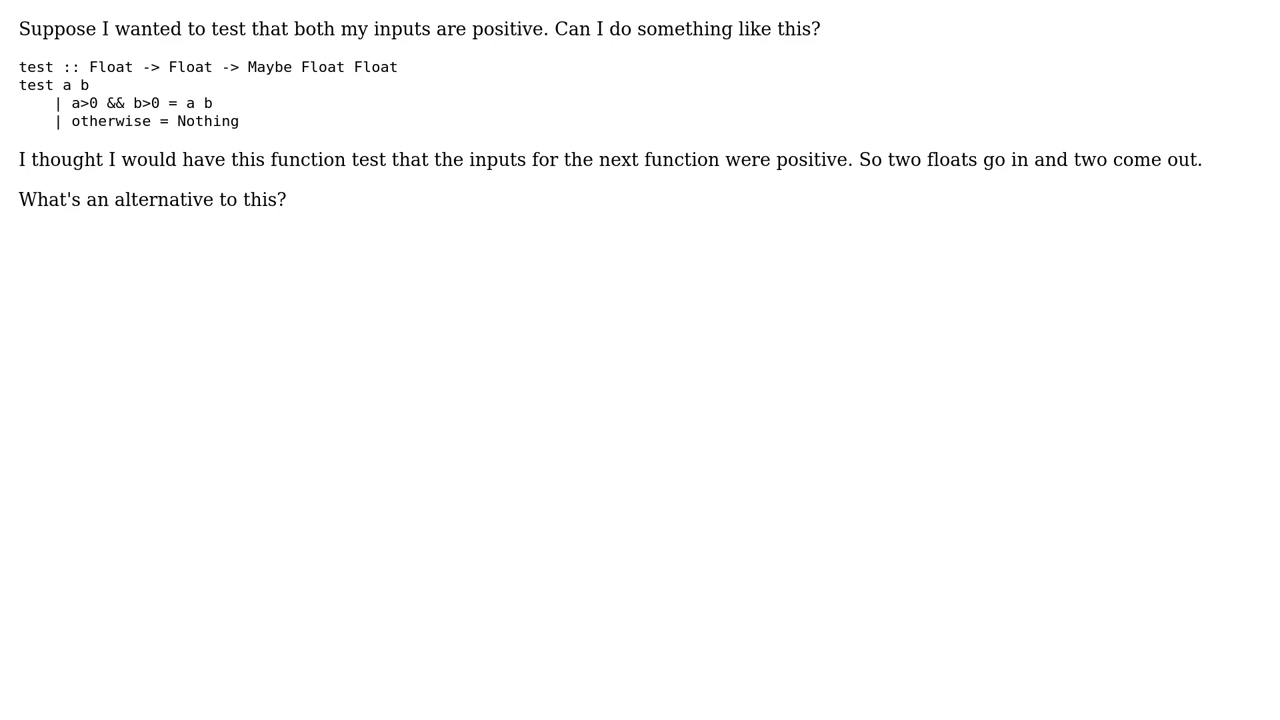 Suppose I wanted to test that both my inputs are positive. Can I do something like this?
test :: Float -> Float -> Maybe Float Float
test a b
    | a>0 && b>0 = a b
    | otherwise = Nothing
I thought I would have this function test that the inputs for the next function were positive. So two floats go in and two come out.
What's an alternative to this?